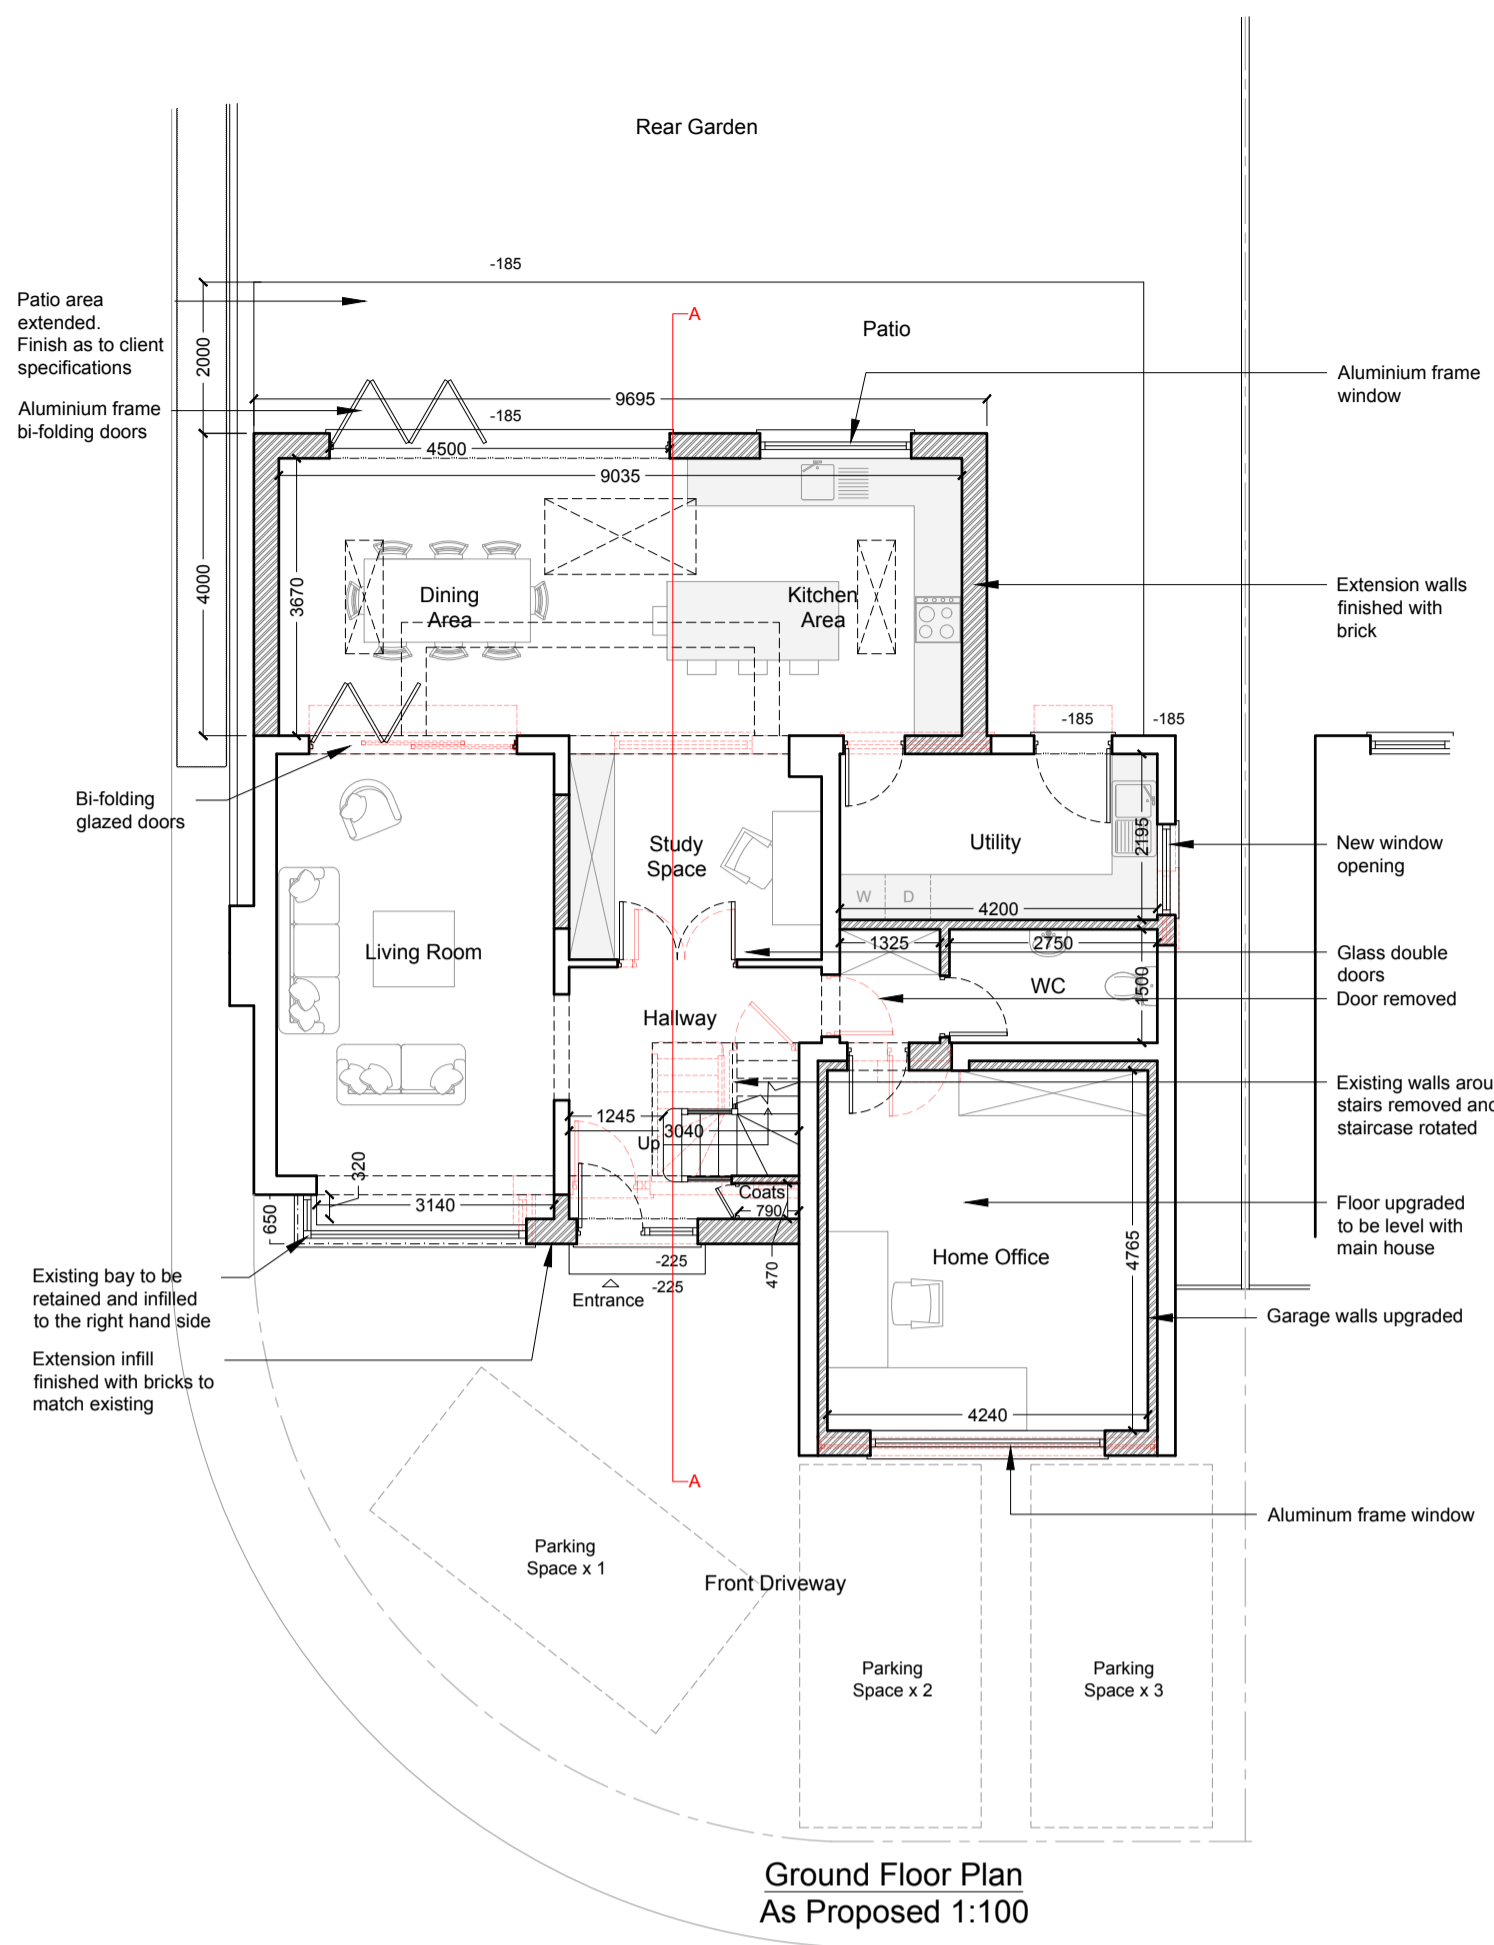 Rear Garden
-185
Patio area
extended.
Finish as to client
specifications
2000
A
Patio
Aluminium frame
window
Aluminium frame
bi-folding doors
9695
-185
4500
9035
4000
3670
Dining
Area
Kitchen
Area
Extension walls
finished with
brick
-185
-185
Bi-folding
glazed doors
Study
Space
Utility
2195
New window
opening
W
D
4200
Living Room
1325
2750
Glass double
doors
WC
1500
Door removed
Hallway
Existing walls arou
stairs removed and
staircase rotated
1245
3040
Up
320
Coats
790
3140
650
470
Floor upgraded
to be level with
main house
Home Office
4765
-225
-225
Entrance
Existing bay to be
retained and infilled
to the right hand side
Garage walls upgraded
Extension infill
finished with bricks to
match existing
4240
A
Aluminum frame window
Parking
Space x 1
Front Driveway
Parking
Space x 2
Parking
Space x 3
Ground Floor Plan
As Proposed 1:100